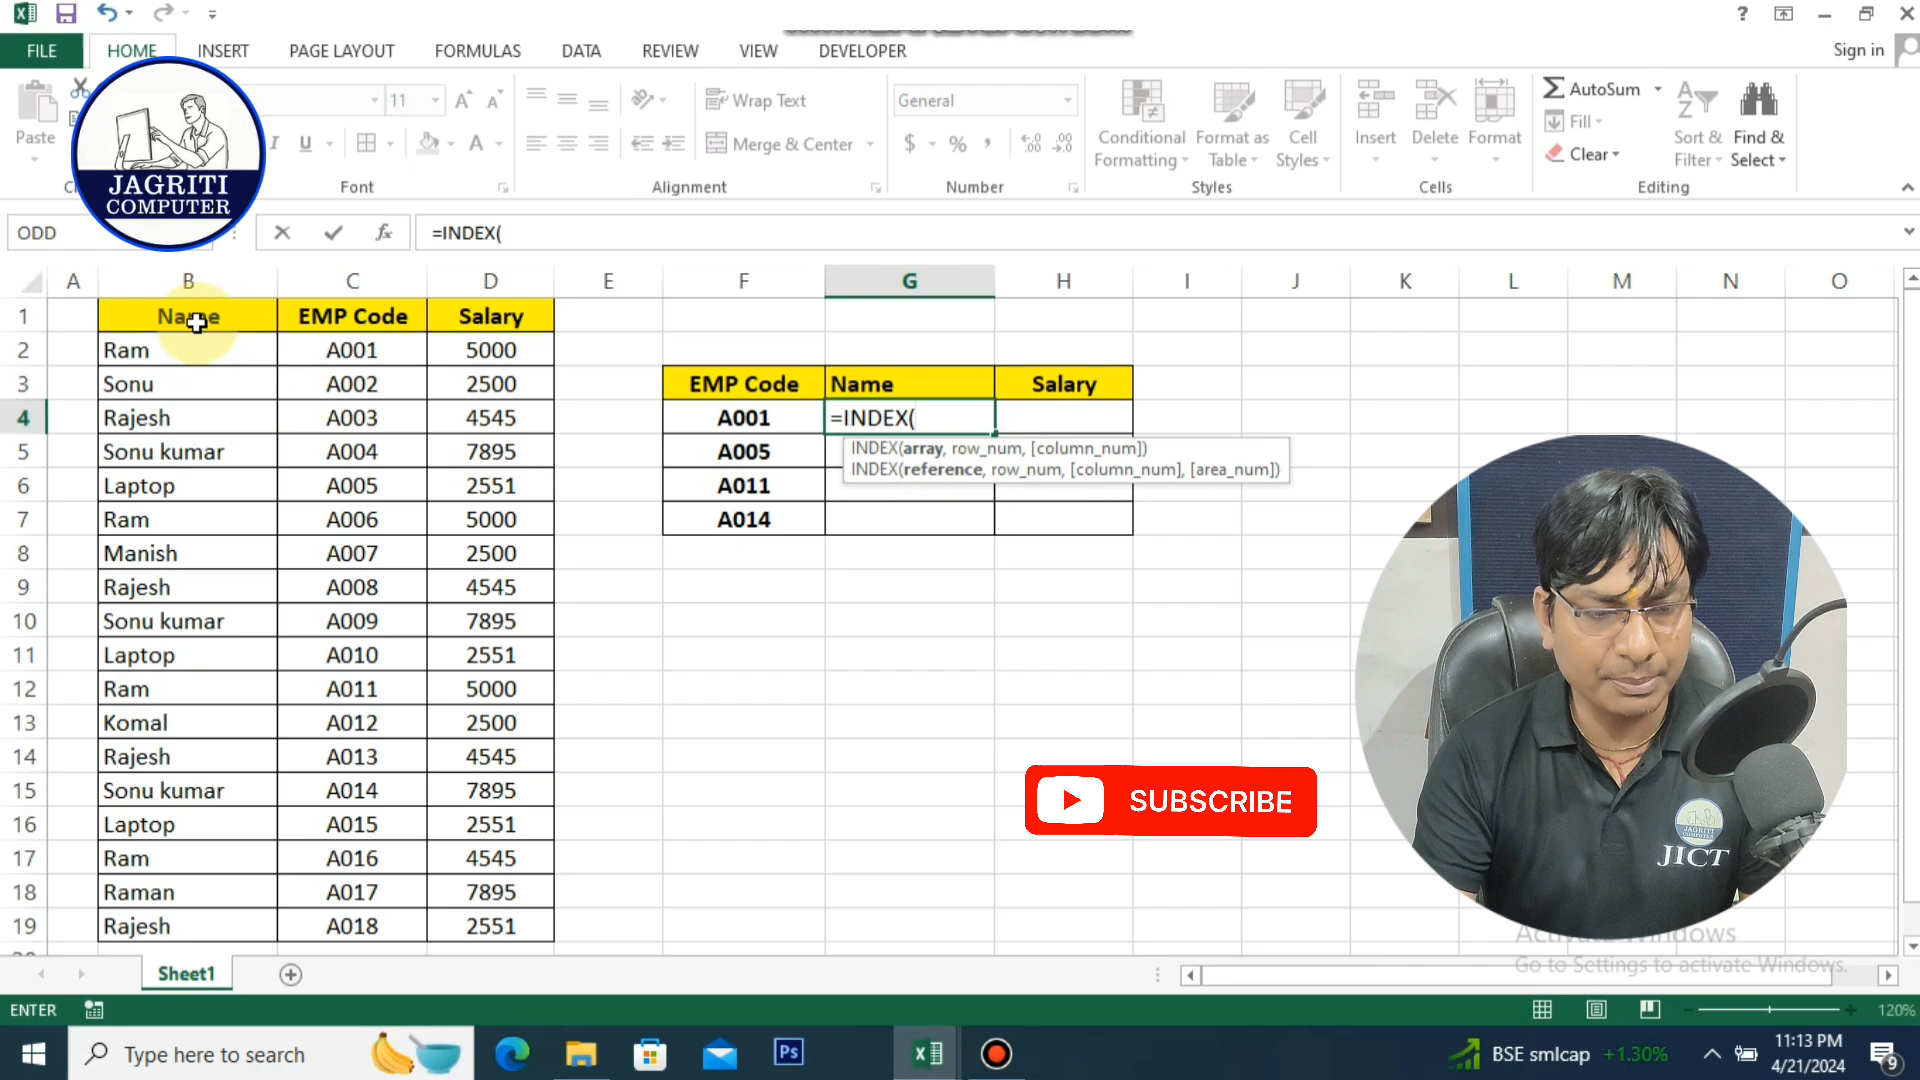 FILE HOME INSERT PAGE LAYOUT FORMULAS DATA REVIEW VIEW DEVELOPER Sign in
Paste 11 Wrap Text General Conditional Formatting Format as Table Cell Styles Insert Delete Format AutoSum Fill Clear Sort & Filter Find & Select
Merge & Center $ %
Font Alignment Number Styles Cells Editing
JAGRITI
COMPUTER
ODD =INDEX(
A B C D E F G H I J K L M N O
1 Name EMP Code Salary
2 Ram A001 5000
3 Sonu A002 2500 EMP Code Name Salary
4 Rajesh A003 4545 A001 =INDEX(
INDEX(array, row_num, [column_num])
5 Sonu kumar A004 7895 A005
INDEX(reference, row_num, [column_num], [area_num])
6 Laptop A005 2551 A011
7 Ram A006 5000 A014
8 Manish A007 2500
9 Rajesh A008 4545
10 Sonu kumar A009 7895
11 Laptop A010 2551
12 Ram A011 5000
13 Komal A012 2500
14 Rajesh A013 4545
15 Sonu kumar A014 7895
16 Laptop A015 2551
17 Ram A016 4545
18 Raman A017 7895
19 Rajesh A018 2551
SUBSCRIBE
JAGRITI
COMPUTER
JICT
Activate Windows
Go to Settings to activate Windows.
Sheet1
ENTER 120%
Type here to search Ps BSE smlcap +1.30% 11:13 PM
4/21/2024 9